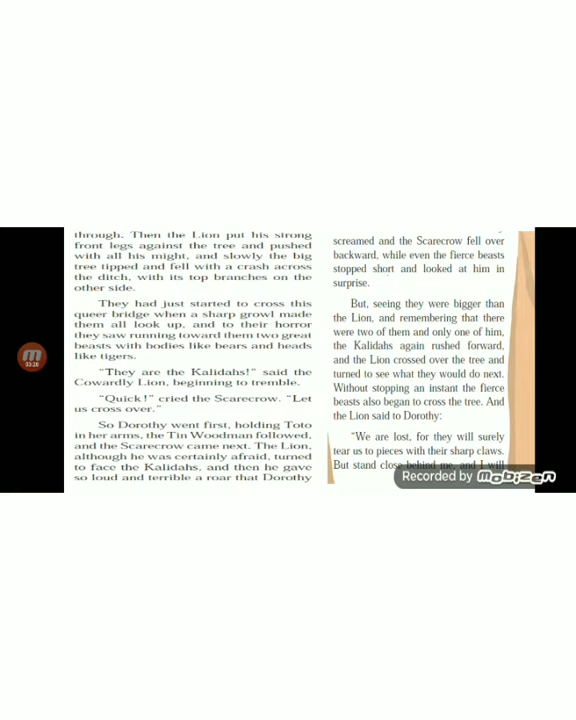 through. Then the Lion put his strong
front legs against the tree and pushed
with all his might, and slowly the big
tree tipped and fell with a crash across
the ditch, with its top branches on the
other side.
They had just started to cross this
queer bridge when a sharp growl made
them all look up, and to their horror
they saw running toward them two great
beasts with bodies like bears and heads
like tigers.
"They are the Kalidahs!" said the
Cowardly Lion, beginning to tremble.
"Quick!" cried the Scarecrow. "Let
us cross over."
So Dorothy went first, holding Toto
in her arms, the Tin Woodman followed,
and the Scarecrow came next. The Lion,
although he was certainly afraid, turned
to face the Kalidahs, and then he gave
so loud and terrible a roar that Dorothy
screamed and the Scarecrow fell over
backward, while even the fierce beasts
stopped short and looked at him in
surprise.
But, seeing they were bigger than
the Lion, and remembering that there
were two of them and only one of him,
the Kalidahs again rushed forward,
and the Lion crossed over the tree and
turned to see what they would do next.
Without stopping an instant the fierce
beasts also began to cross the tree. And
the Lion said to Dorothy:
"We are lost, for they will surely
tear us to pieces with their sharp claws.
But stand close behind me, and I will
Recorded by mobizen